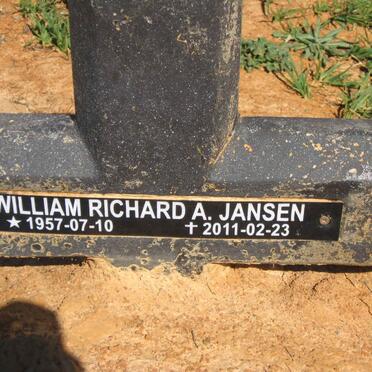 WILLIAM RICHARD A. JANSEN
★ 1957-07-10 ✝ 2011-02-23